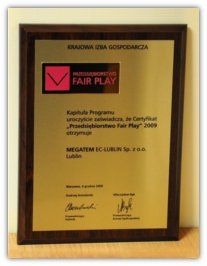 KRAJOWA IZBA GOSPODARCZA
PRZEDSIĘBIORSTWO
FAIR PLAY
Kapituła Programu
uroczyście zaświadcza, że Certyfikat
„Przedsiębiorstwo Fair Play" 2009
otrzymuje
MEGATEM EC-LUBLIN Sp. z o.o.
Lublin
Warszawa, 4 grudnia 2009